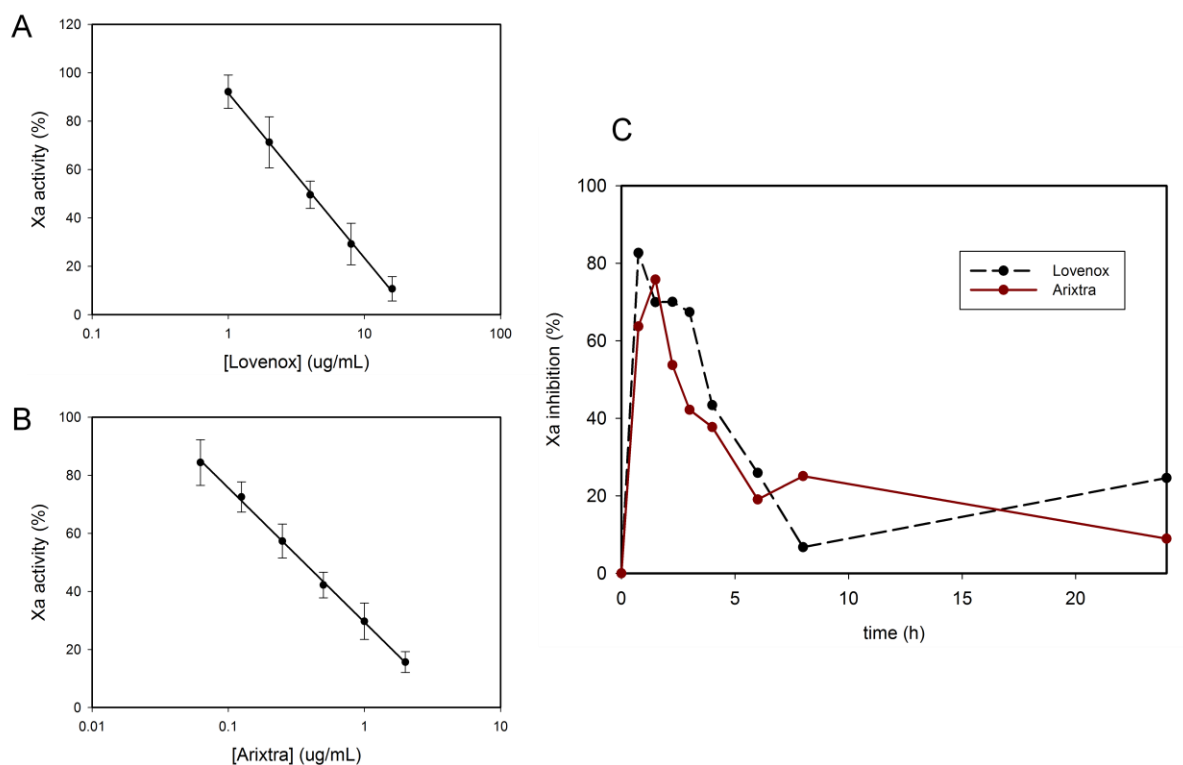 A
Xa activity (%)
120
100
80
60
40
20
0
0.1 1 10 100
[Lovenox] (ug/mL)
B
Xa activity (%)
100
80
60
40
20
0
0.01 0.1 1 10
[Arixtra] (ug/mL)
C
Xa inhibition (%)
100
80
60
40
20
0
Lovenox
Arixtra
0 5 10 15 20
time (h)